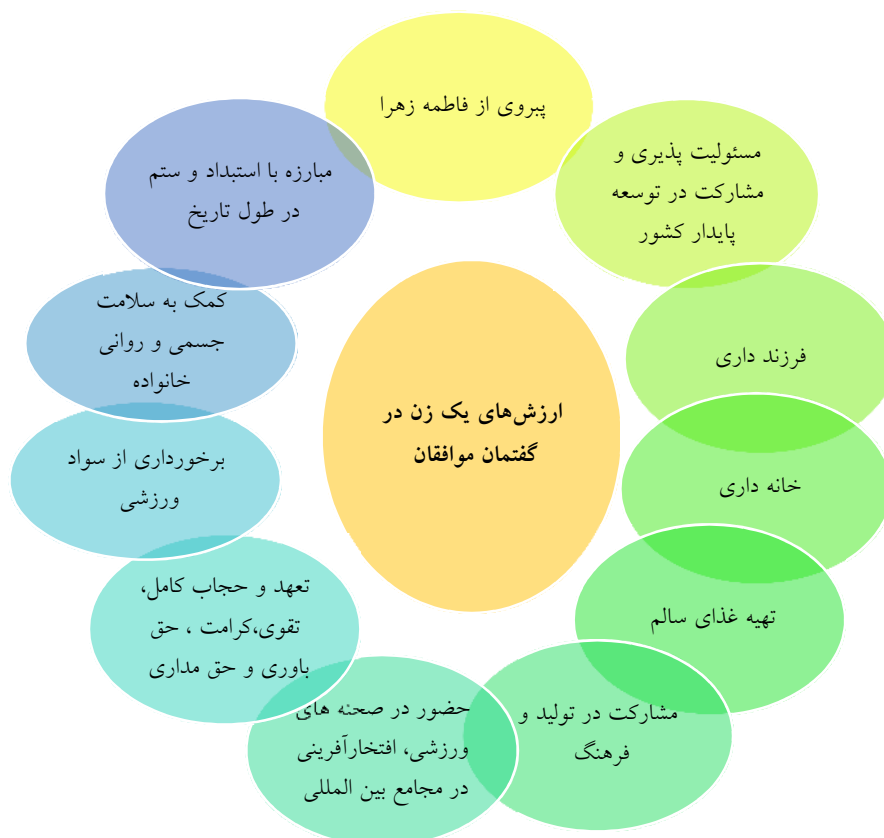 پیروی از فاطمه زهرا
مسئولیت پذیری و
مشارکت در توسعه
پایدار کشور
فرزند داری
خانه داری
تهیه غذای سالم
مشارکت در تولید و
فرهنگ
حضور در صحنه های
ورزشی، افتخارآفرینی
در مجامع بین المللی
تعهد و حجاب کامل،
تقوی،کرامت ، حق
باوری و حق مداری
برخورداری از سواد
ورزشی
کمک به سلامت
جسمی و روانی
خانواده
مبارزه با استبداد و ستم
در طول تاریخ
ارزش‌های یک زن در
گفتمان موافقان